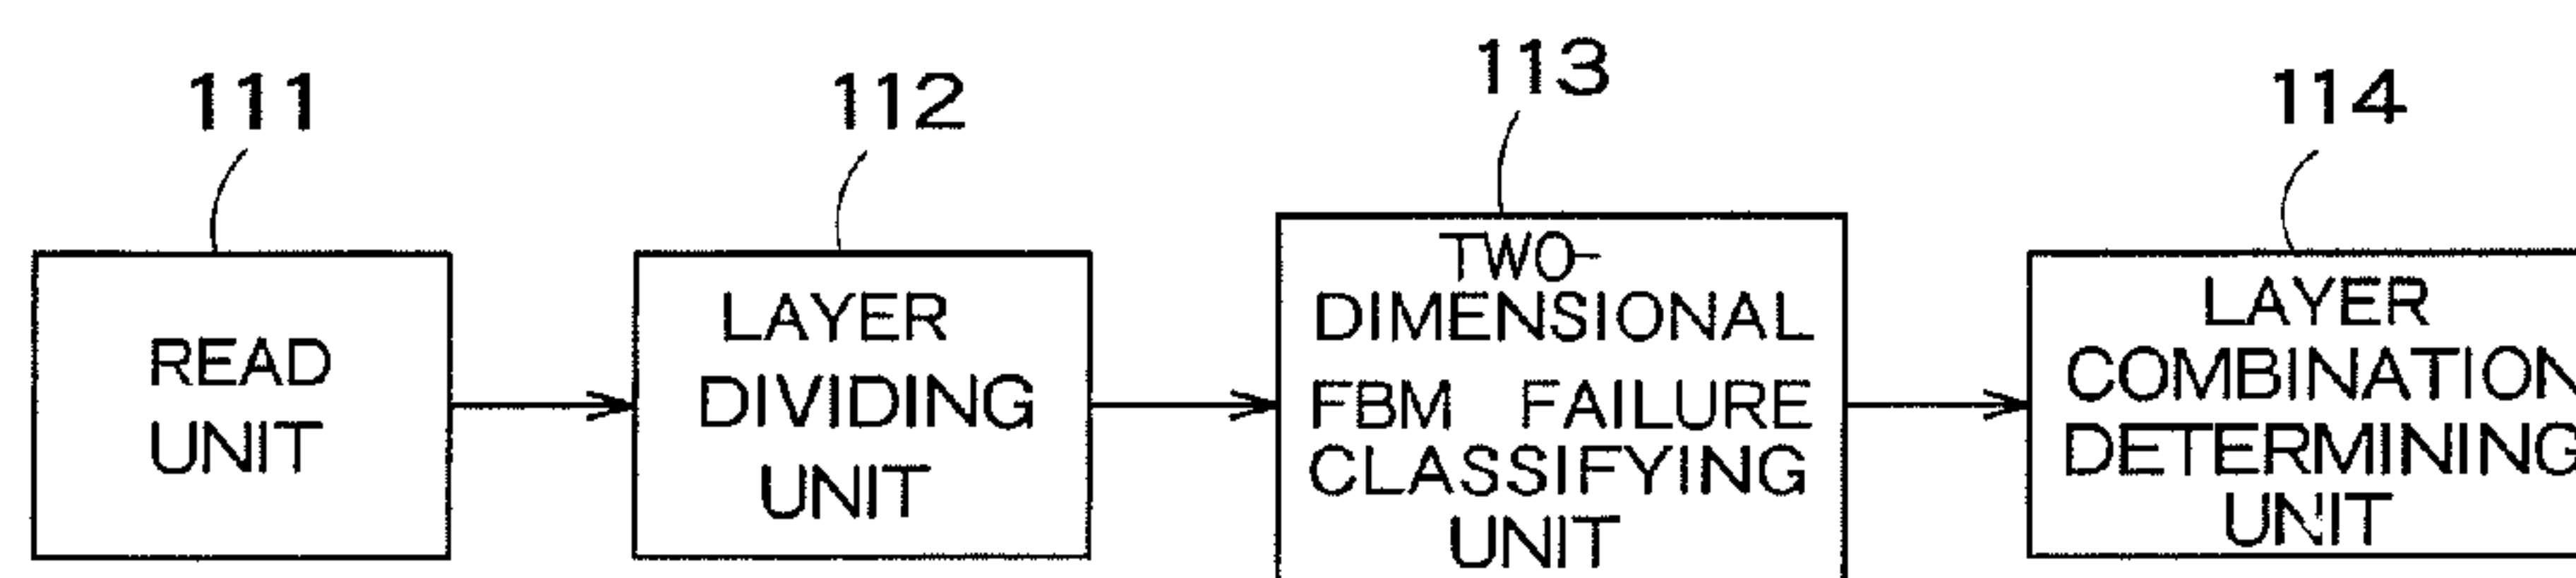 111
112
113
114
READ
UNIT
LAYER
DIVIDING
UNIT
TWO-
DIMENSIONAL
FBM FAILURE
CLASSIFYING
UNIT
LAYER
COMBINATION
DETERMINING
UNIT